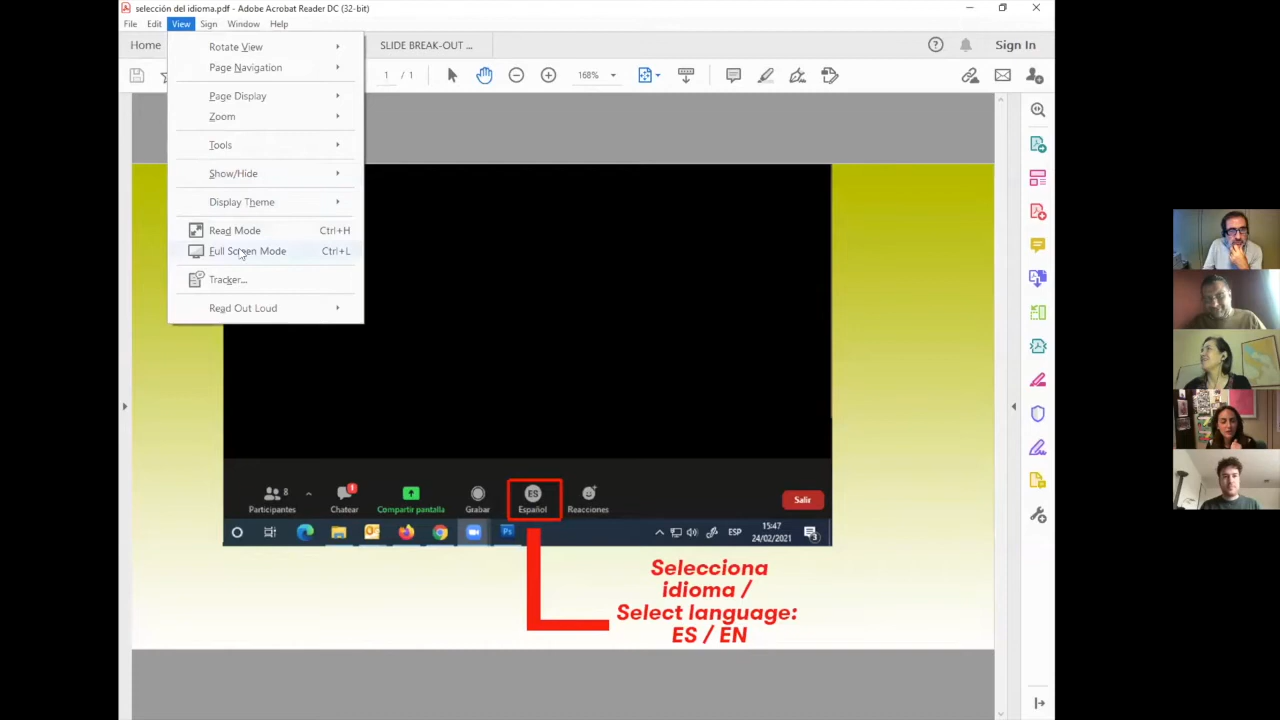 selección del idioma.pdf - Adobe Acrobat Reader DC (32-bit)
File Edit View Sign Window Help
Home SLIDE BREAK-OUT ... Sign In
1 / 1 168%
Rotate View
Page Navigation
Page Display
Zoom
Tools
Show/Hide
Display Theme
Read Mode Ctrl+H
Full Screen Mode Ctrl+L
Tracker...
Read Out Loud
8 1 ES
Participantes Chatear Compartir pantalla Grabar Español Reacciones Salir
Ps ESP 15:47
24/02/2021 3
Selecciona
idioma /
Select language:
ES / EN